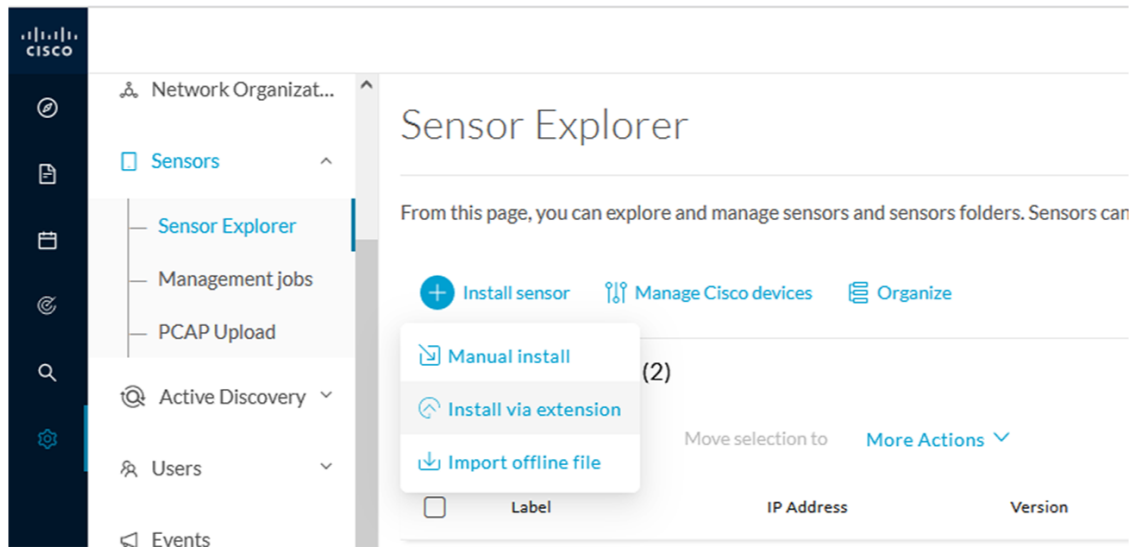 CISCO
Network Organizat...
Sensors
Sensor Explorer
Management jobs
PCAP Upload
Active Discovery
Users
Events
Sensor Explorer
From this page, you can explore and manage sensors and sensors folders. Sensors can
Install sensor
Manage Cisco devices
Organize
Manual install
Install via extension
Import offline file
(2)
Move selection to
More Actions
Label
IP Address
Version